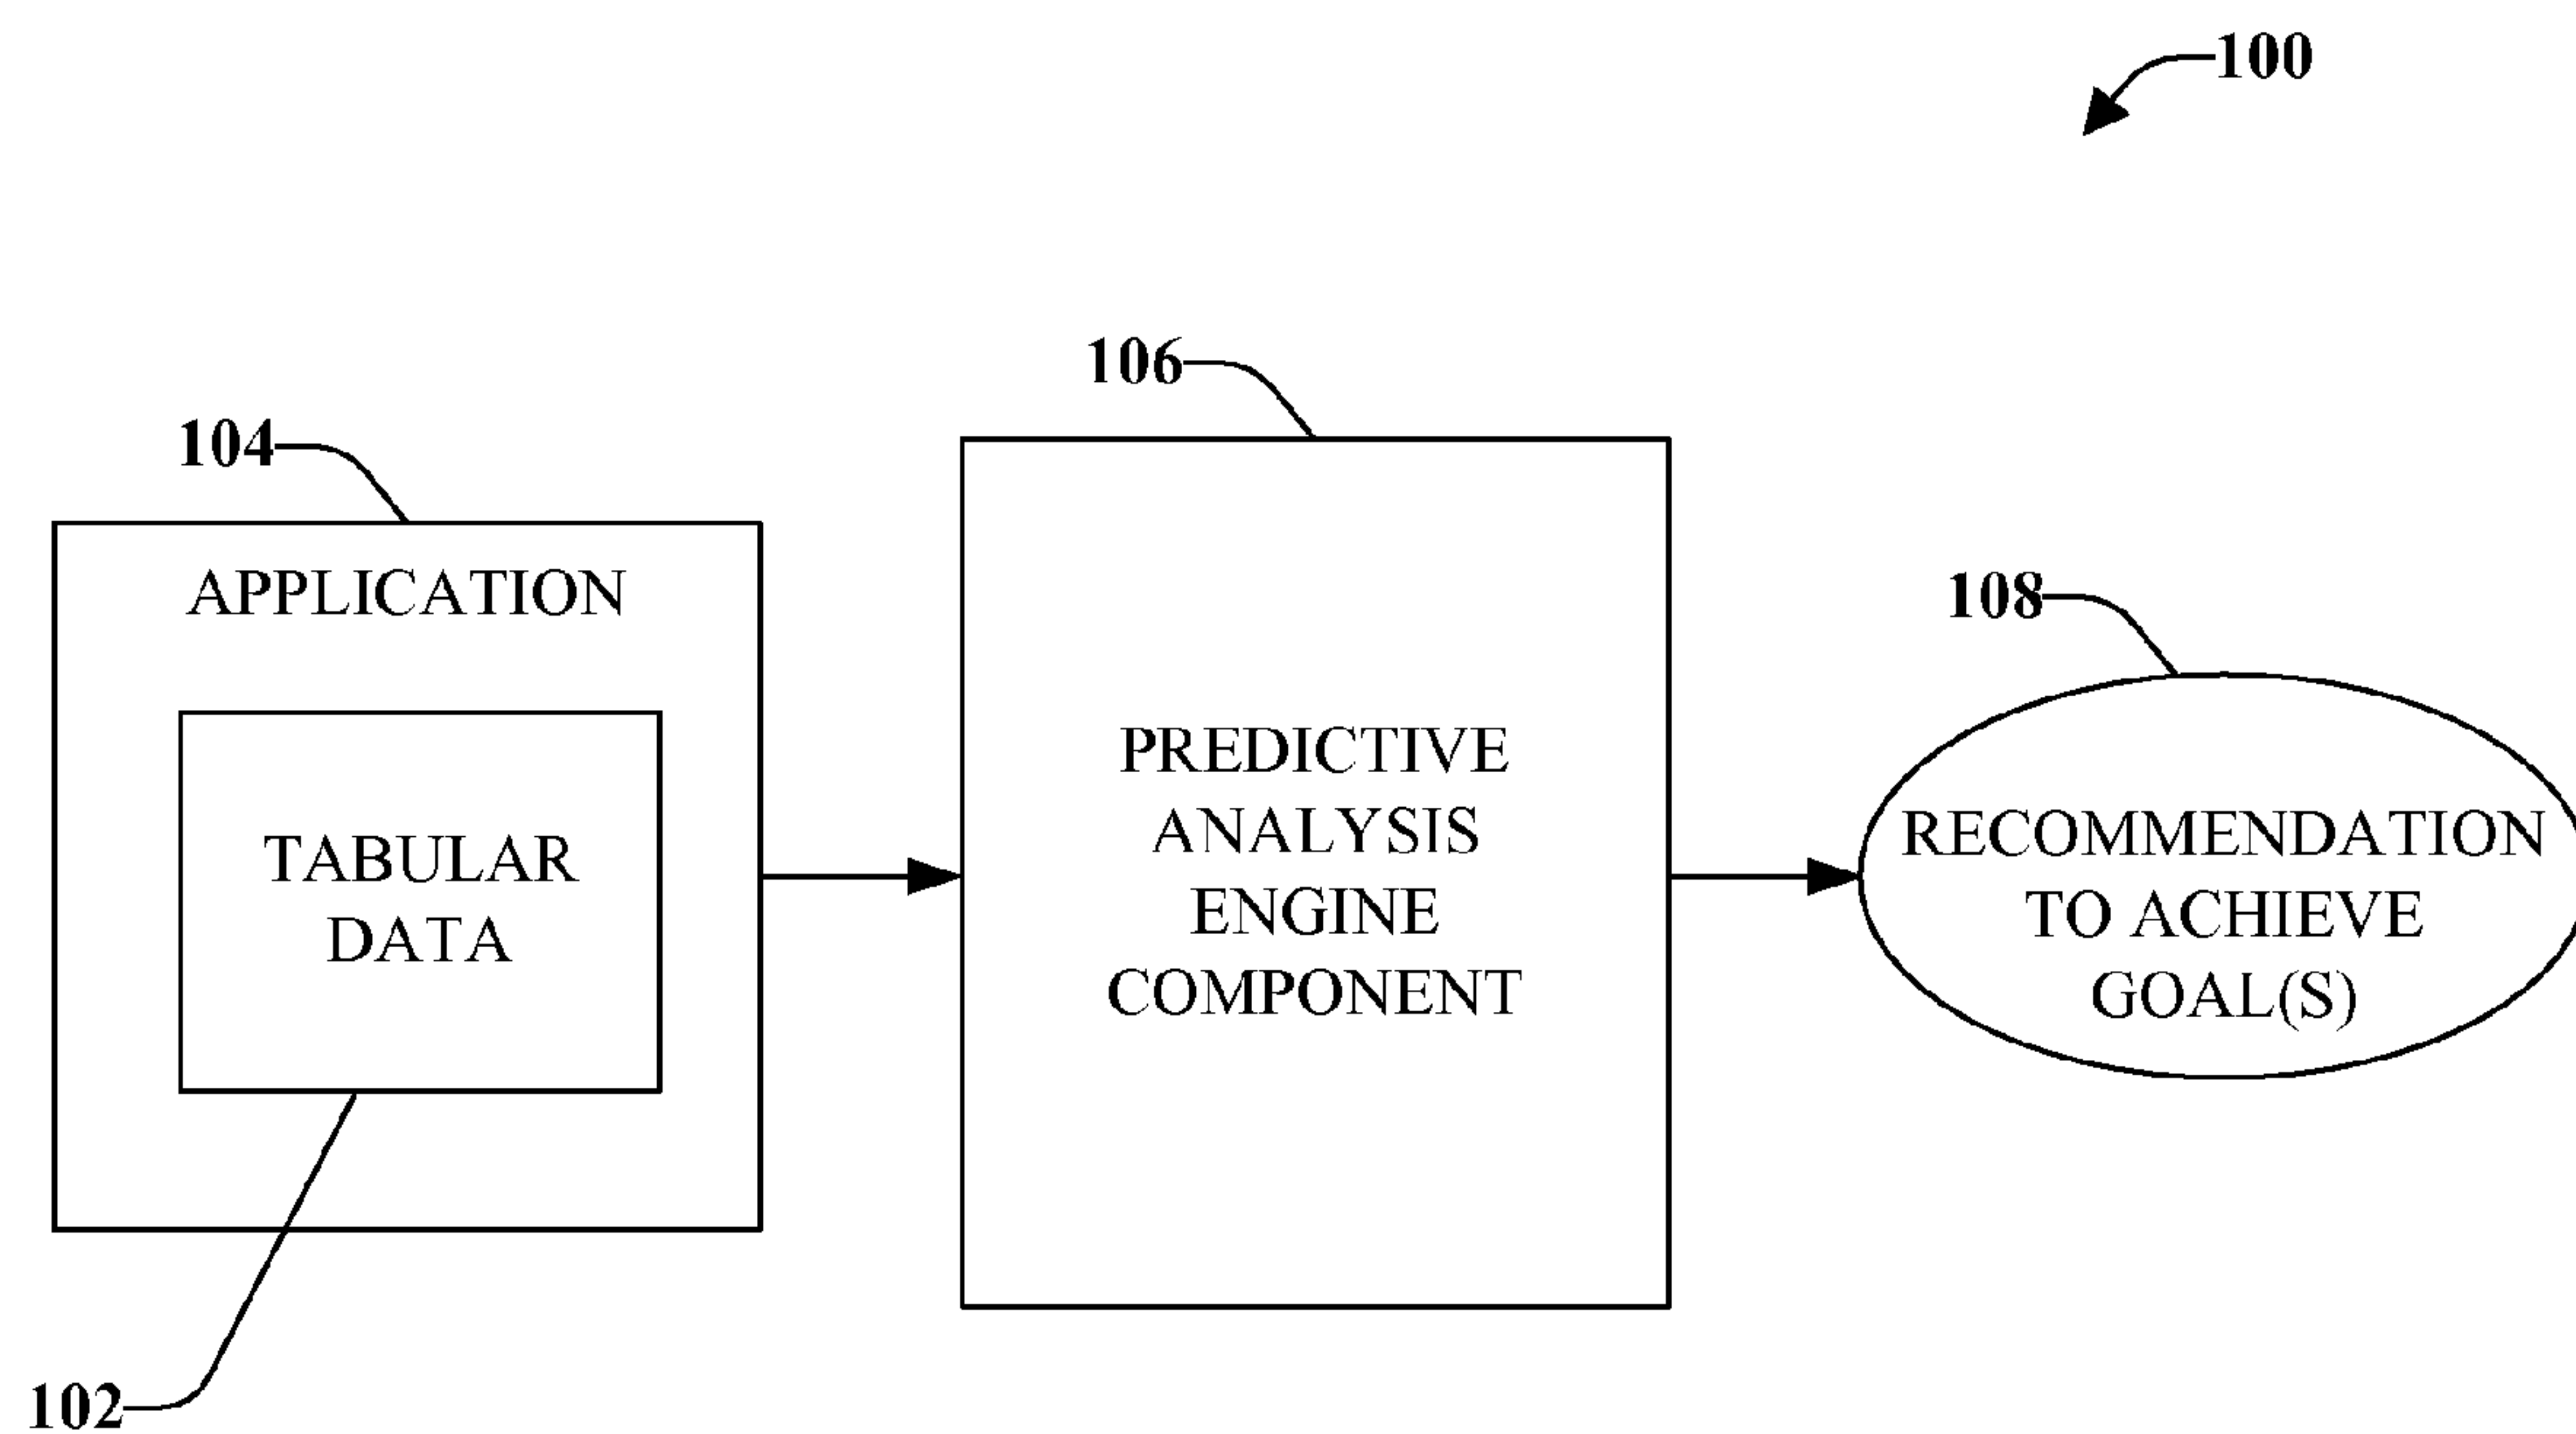 100
106
104
APPLICATION
108
TABULAR
DATA
PREDICTIVE
ANALYSIS
ENGINE
COMPONENT
RECOMMENDATION
TO ACHIEVE
GOAL(S)
102